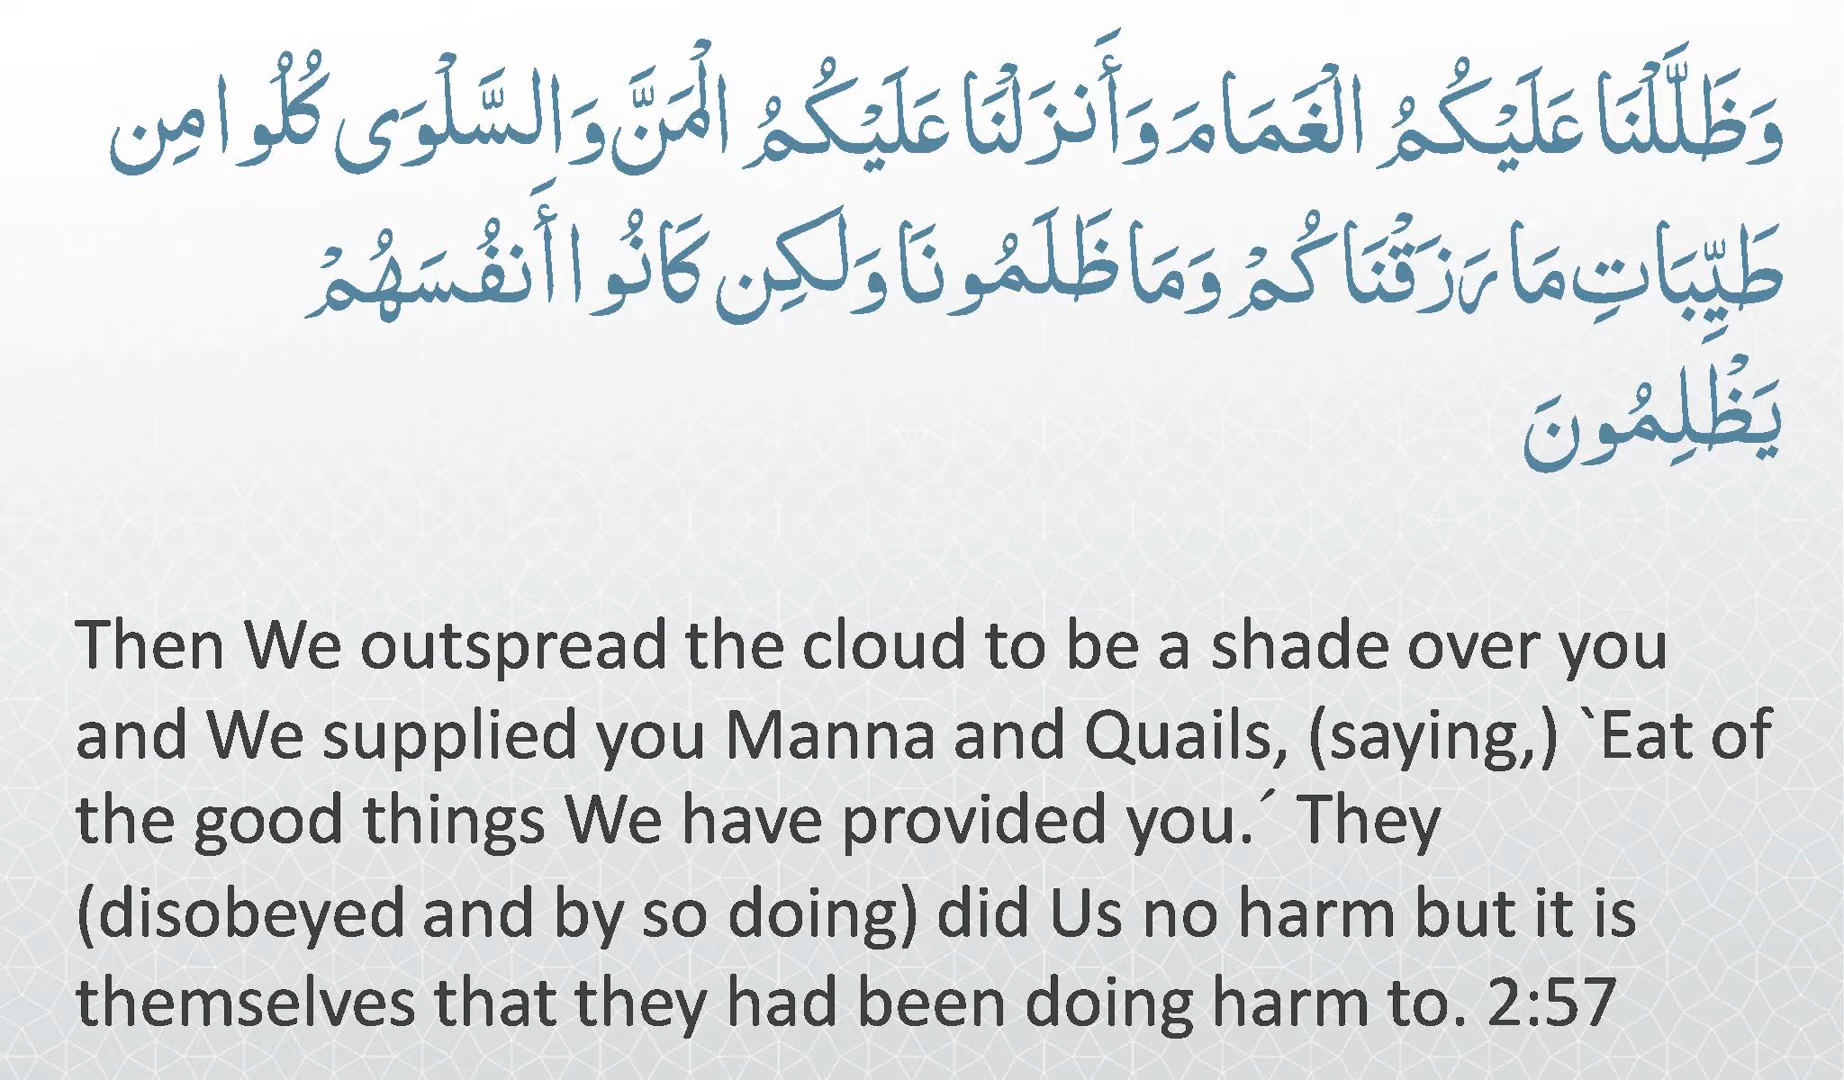 وَظَلَّلْنَا عَلَيْكُمُ الْغَمَامَ وَأَنزَلْنَا عَلَيْكُمُ الْمَنَّ وَالسَّلْوَى كُلُوا مِن
طَيِّبَاتِ مَا رَزَقْنَاكُمْ وَمَا ظَلَمُونَا وَلَكِن كَانُوا أَنفُسَهُمْ
يَظْلِمُونَ
Then We outspread the cloud to be a shade over you
and We supplied you Manna and Quails, (saying,) `Eat of
the good things We have provided you.´ They
(disobeyed and by so doing) did Us no harm but it is
themselves that they had been doing harm to. 2:57